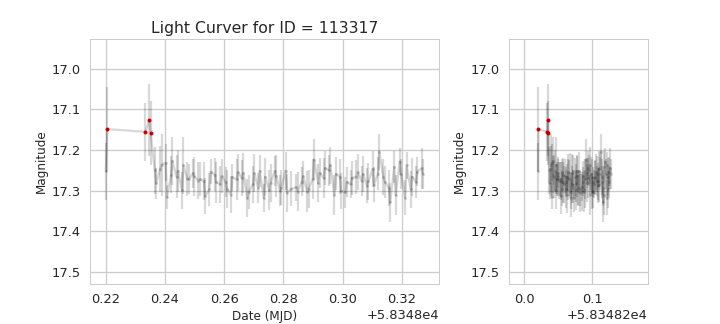 Light Curver for ID = 113317
Magnitude
17.0
17.1
17.2
17.3
17.4
17.5
0.22 0.24 0.26 0.28 0.30 0.32
Date (MJD)
+5.8348e4
Magnitude
17.0
17.1
17.2
17.3
17.4
17.5
0.0 0.1
+5.83482e4